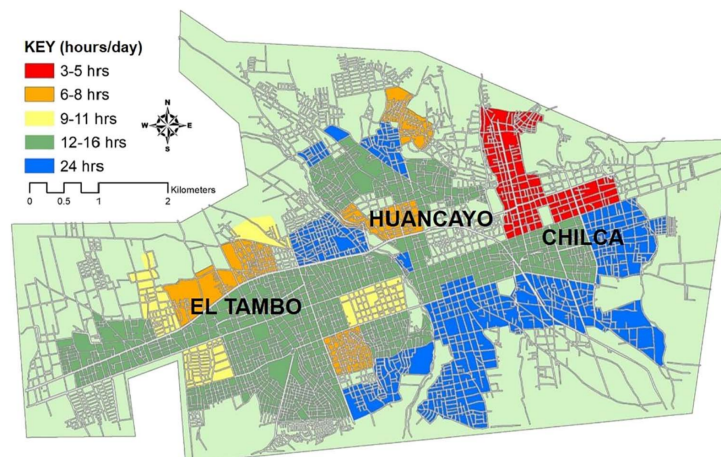 KEY (hours/day)
3-5 hrs
6-8 hrs
9-11 hrs
12-16 hrs
24 hrs
N
W E
S
0 0.5 1 2 Kilometers
HUANCAYO
CHILCA
EL TAMBO